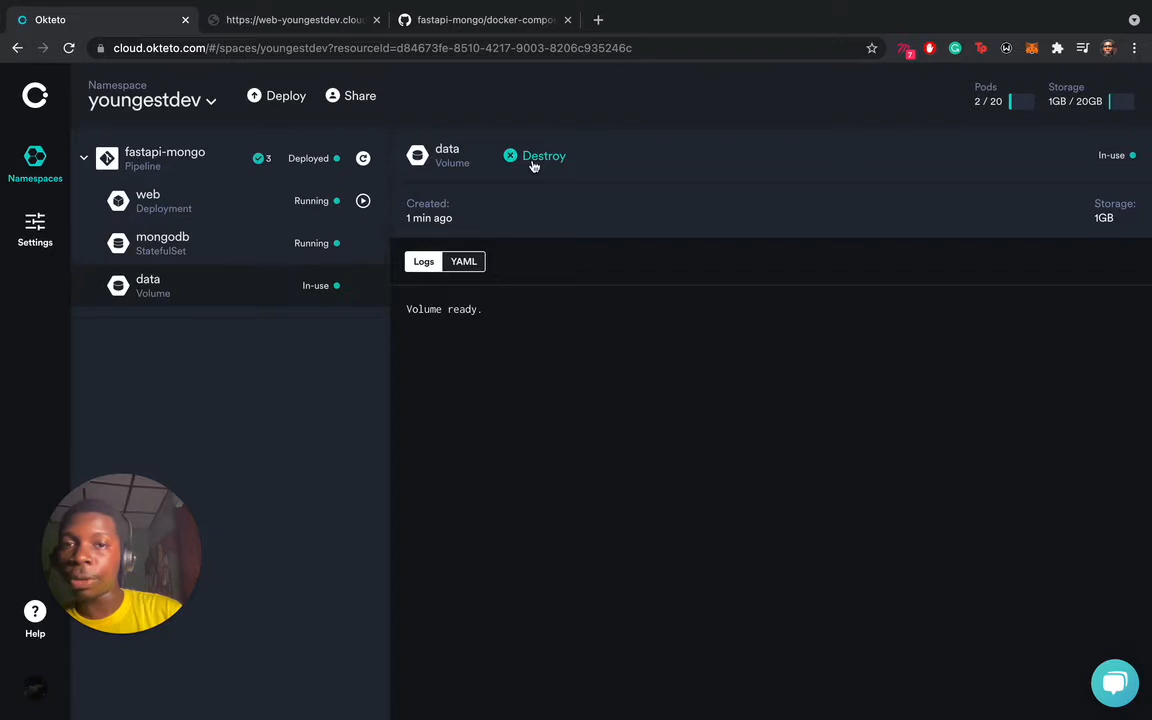 Okteto
https://web-youngestdev.cloud
fastapi-mongo/docker-compo
cloud.okteto.com/#/spaces/youngestdev?resourceId=d84673fe-8510-4217-9003-8206c935246c
7
Namespace
youngestdev
Deploy
Share
Pods
2 / 20
Storage
1GB / 20GB
Namespaces
Settings
fastapi-mongo
Pipeline
3
Deployed
web
Deployment
Running
mongodb
StatefulSet
Running
data
Volume
In-use
data
Volume
Destroy
In-use
Created:
1 min ago
Storage:
1GB
Logs
YAML
Volume ready.
?
Help